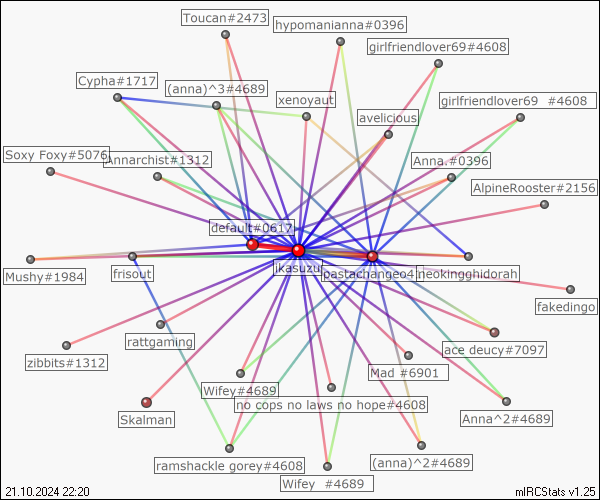 Toucan#2473
hypomanianna#0396
girlfriendlover69#4608
Cypha#1717
(anna)^3#4689
xenoyaut
girlfriendlover69 #4608
avelicious
Soxy Foxy#5076
Annarchist#1312
Anna.#0396
AlpineRooster#2156
default#0617
ikasuzu
Mushy#1984
frisout
pastachangeo4
neokingghidorah
fakedingo
rattgaming
zibbits#1312
ace deucy#7097
Mad #6901
Wifey#4689
no cops no laws no hope#4608
Anna^2#4689
Skalman
ramshackle gorey#4608
(anna)^2#4689
Wifey #4689
21.10.2024 22:20
mIRCStats v1.25